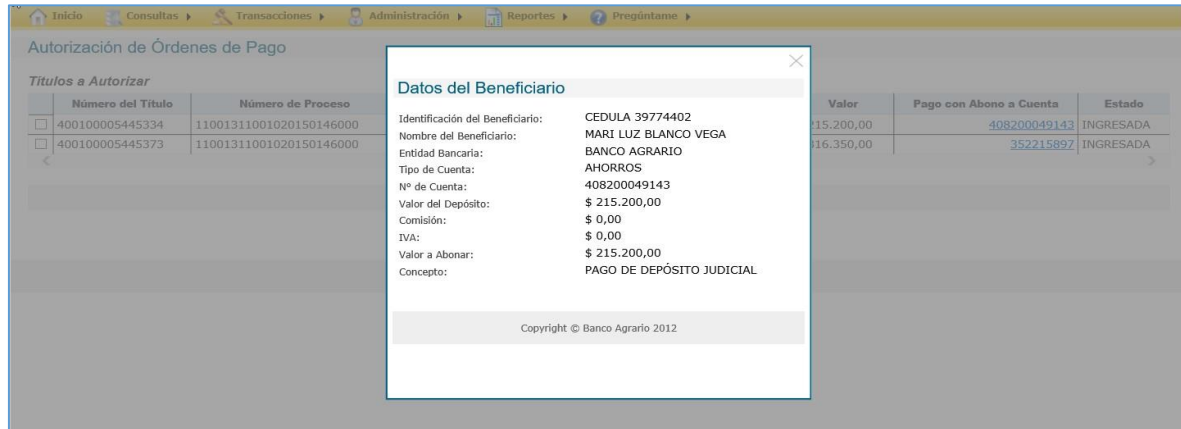 Inicio Consultas Transacciones Administración Reportes Pregúntame
Autorización de Órdenes de Pago
Títulos a Autorizar
Número del Título Número de Proceso Valor Pago con Abono a Cuenta Estado
400100005445334 11001311001020150146000 215.200,00 408200049143 INGRESADA
400100005445373 11001311001020150146000 16.350,00 352215897 INGRESADA
Datos del Beneficiario
Identificación del Beneficiario: CEDULA 39774402
Nombre del Beneficiario: MARI LUZ BLANCO VEGA
Entidad Bancaria: BANCO AGRARIO
Tipo de Cuenta: AHORROS
Nº de Cuenta: 408200049143
Valor del Depósito: $ 215.200,00
Comisión: $ 0,00
IVA: $ 0,00
Valor a Abonar: $ 215.200,00
Concepto: PAGO DE DEPÓSITO JUDICIAL
Copyright © Banco Agrario 2012